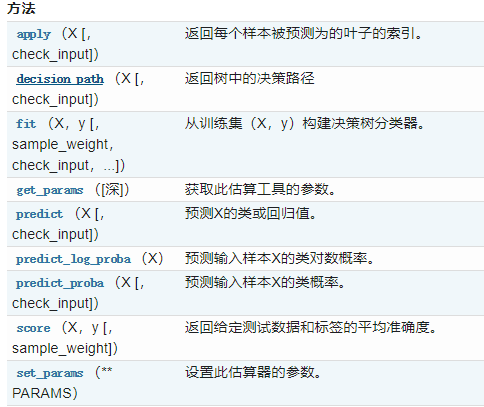 方法
apply（X [， 返回每个样本被预测为的叶子的索引。
check_input]）
decision_path（X [， 返回树中的决策路径
check_input]）
fit（X，y [， 从训练集（X，y）构建决策树分类器。
sample_weight，
check_input，...]）
get_params（[深]） 获取此估算工具的参数。
predict（X [， 预测X的类或回归值。
check_input]）
predict_log_proba（X） 预测输入样本X的类对数概率。
predict_proba（X [， 预测输入样本X的类概率。
check_input]）
score（X，y [， 返回给定测试数据和标签的平均准确度。
sample_weight]）
set_params（** 设置此估算器的参数。
PARAMS）